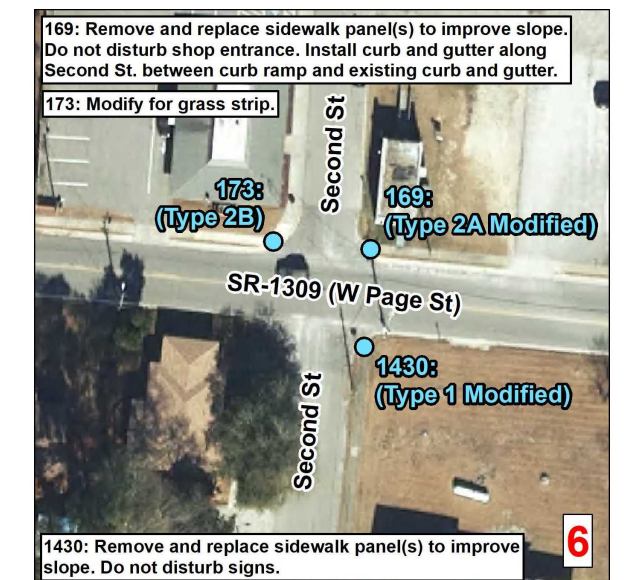 169: Remove and replace sidewalk panel(s) to improve slope.
Do not disturb shop entrance. Install curb and gutter along
Second St. between curb ramp and existing curb and gutter.
173: Modify for grass strip.
Second St
173:
(Type 2B)
169:
(Type 2A Modified)
SR-1309 (W Page St)
1430:
(Type 1 Modified)
Second St
1430: Remove and replace sidewalk panel(s) to improve
slope. Do not disturb signs.
6